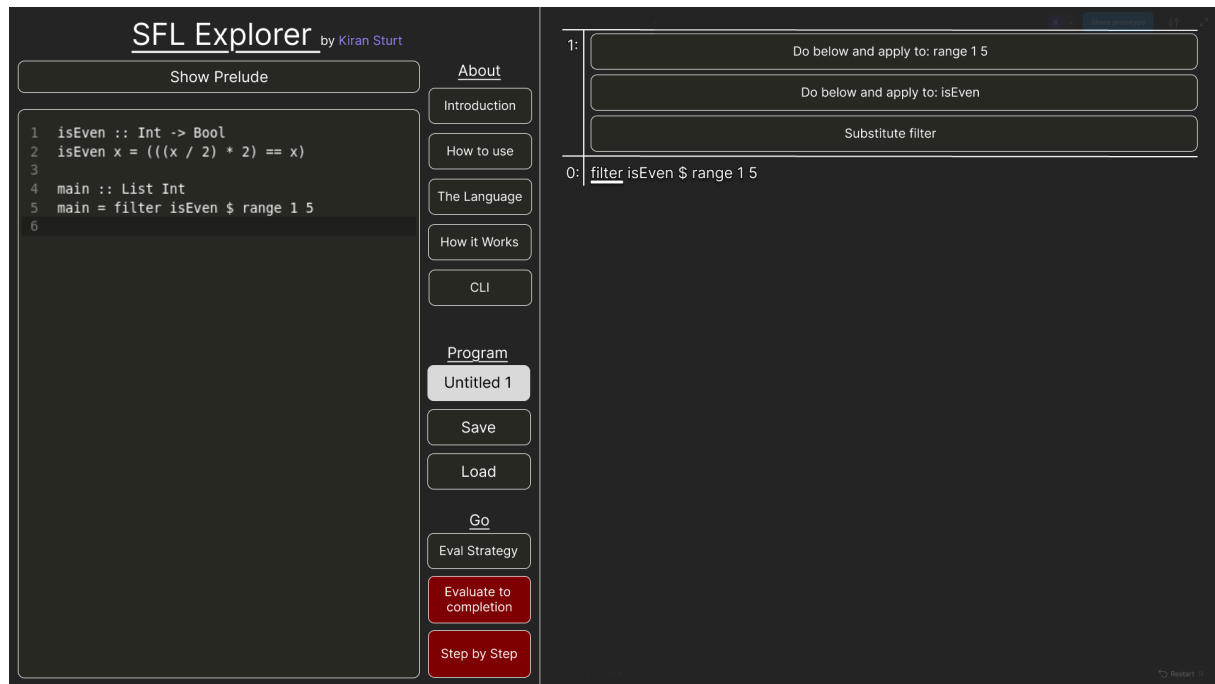 SFL Explorer by Kiran Sturt
Show Prelude
1 isEven :: Int -> Bool
2 isEven x = (((x / 2) * 2) == x)
3
4 main :: List Int
5 main = filter isEven $ range 1 5
6
About
Introduction
How to use
The Language
How it Works
CLI
Program
Untitled 1
Save
Load
Go
Eval Strategy
Evaluate to
completion
Step by Step
1:
Do below and apply to: range 1 5
Do below and apply to: isEven
Substitute filter
0: filter isEven $ range 1 5
Share prototype
Restart